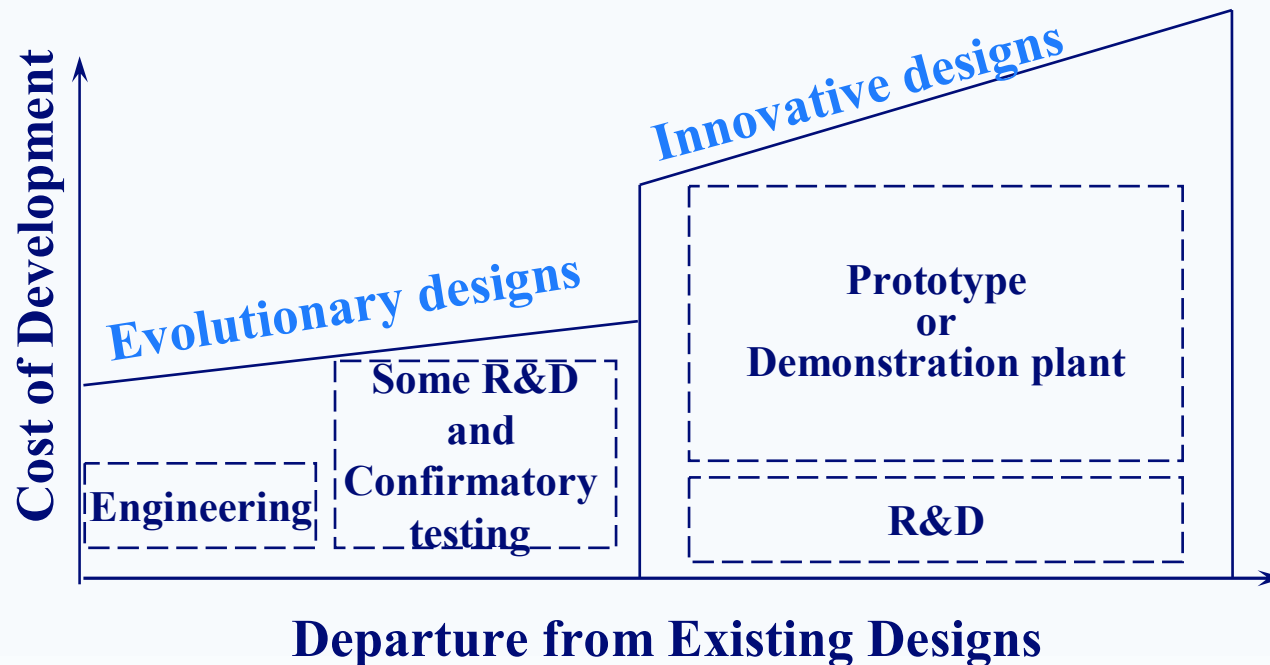 Cost of Development
Evolutionary designs
Innovative designs
Engineering
Some R&D
and
Confirmatory
testing
Prototype
or
Demonstration plant
R&D
Departure from Existing Designs